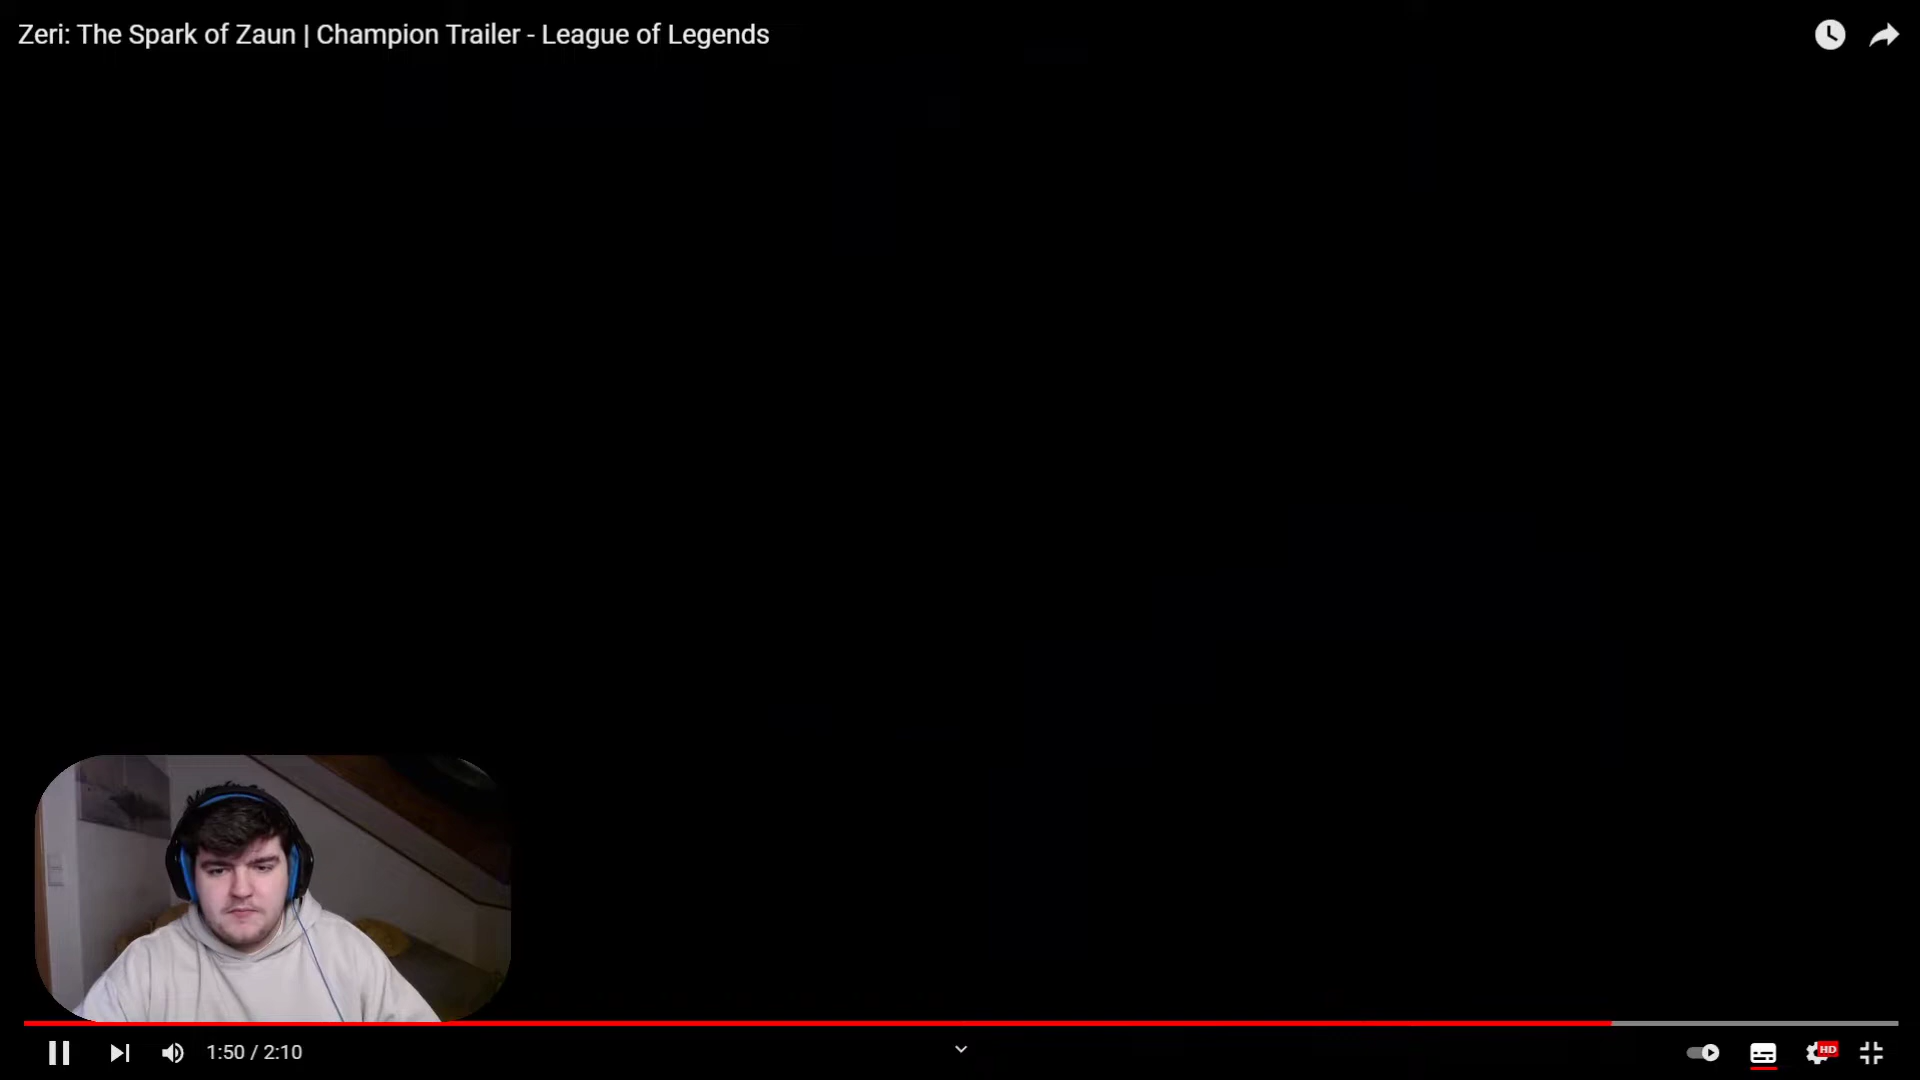 Zeri: The Spark of Zaun | Champion Trailer - League of Legends
1:50 / 2:10
HD